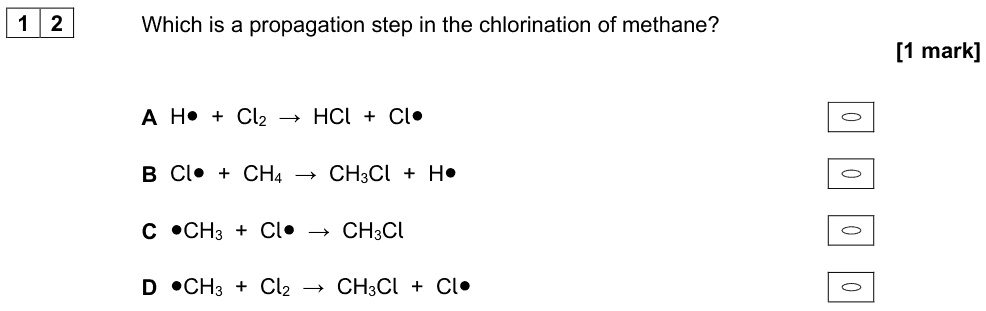 1 2 Which is a propagation step in the chlorination of methane?
[1 mark]
A H● + Cl₂ → HCl + Cl●
B Cl● + CH₄ → CH₃Cl + H●
C ●CH₃ + Cl● → CH₃Cl
D ●CH₃ + Cl₂ → CH₃Cl + Cl●